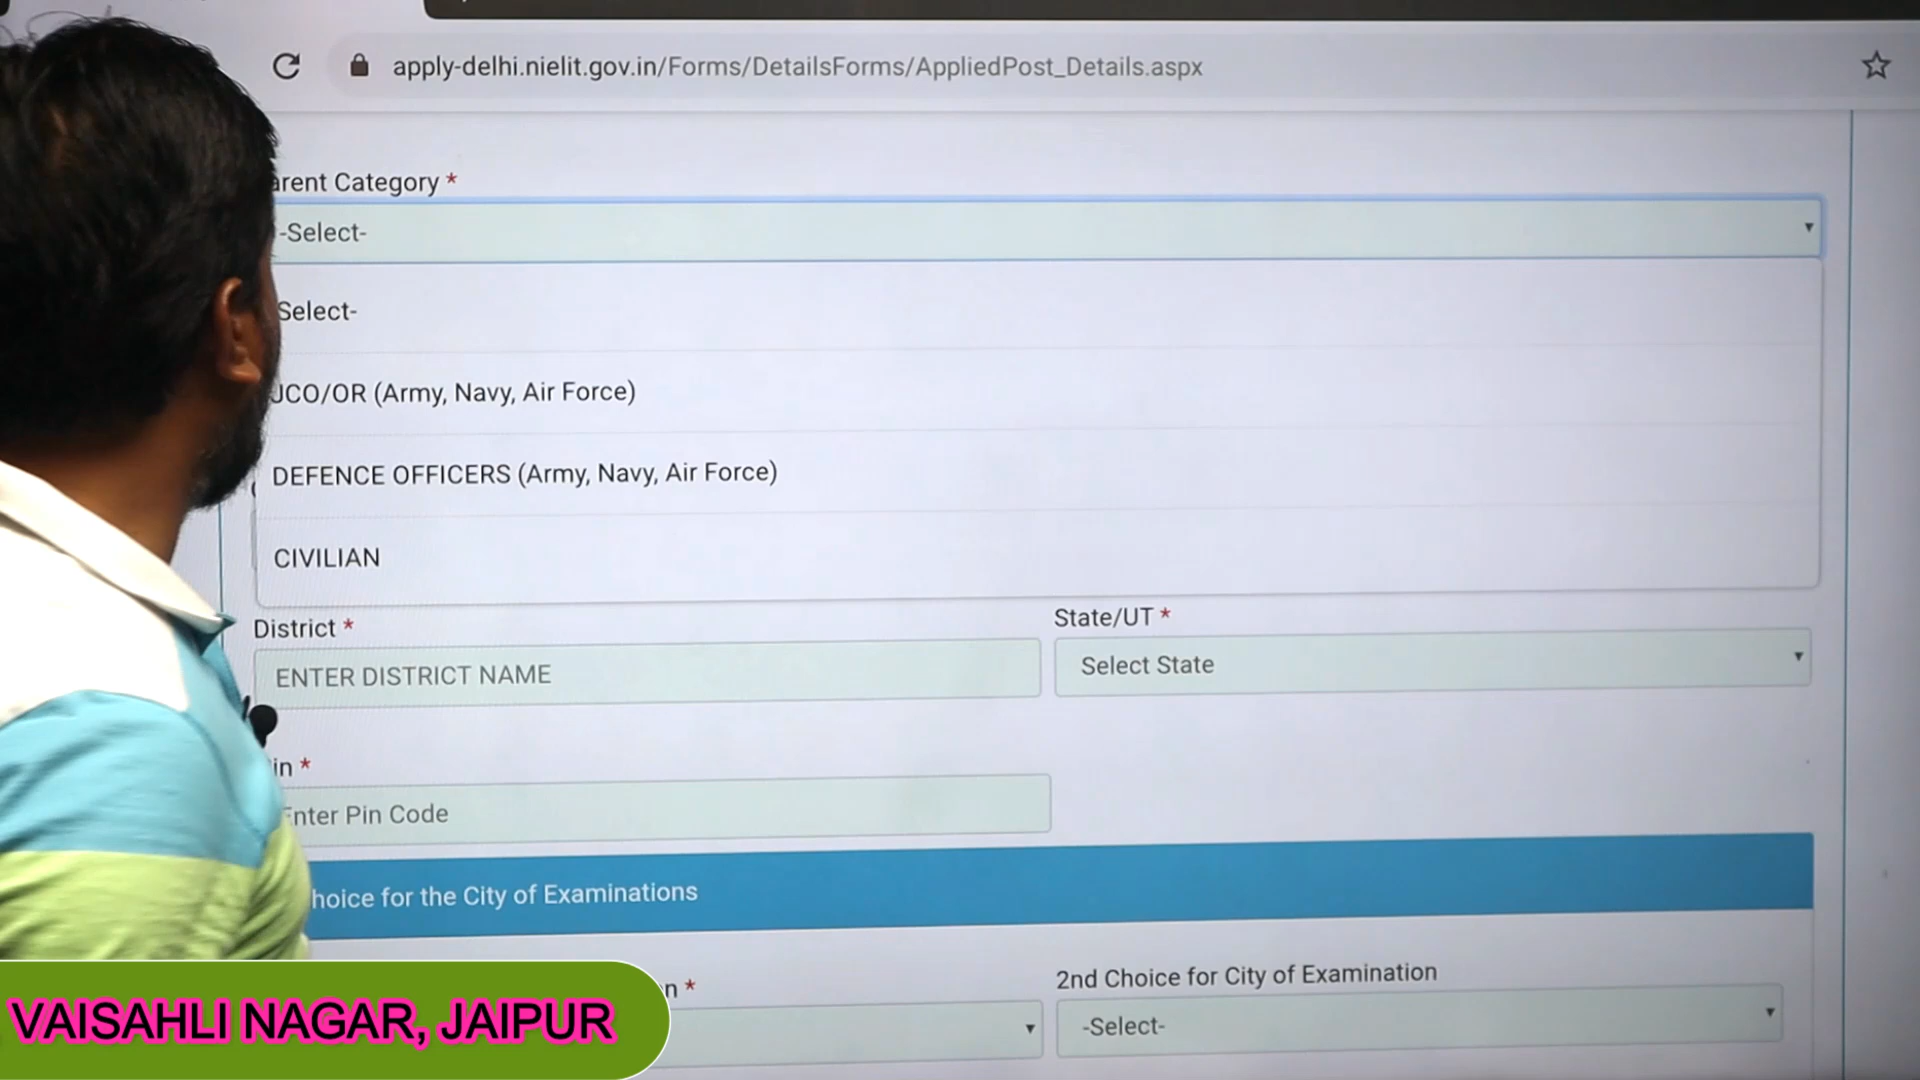 apply-delhi.nielit.gov.in/Forms/DetailsForms/AppliedPost_Details.aspx
arent Category *
-Select-
Select-
JCO/OR (Army, Navy, Air Force)
DEFENCE OFFICERS (Army, Navy, Air Force)
CIVILIAN
District *
State/UT *
ENTER DISTRICT NAME
Select State
in *
Enter Pin Code
hoice for the City of Examinations
n *
2nd Choice for City of Examination
-Select-
VAISAHLI NAGAR, JAIPUR